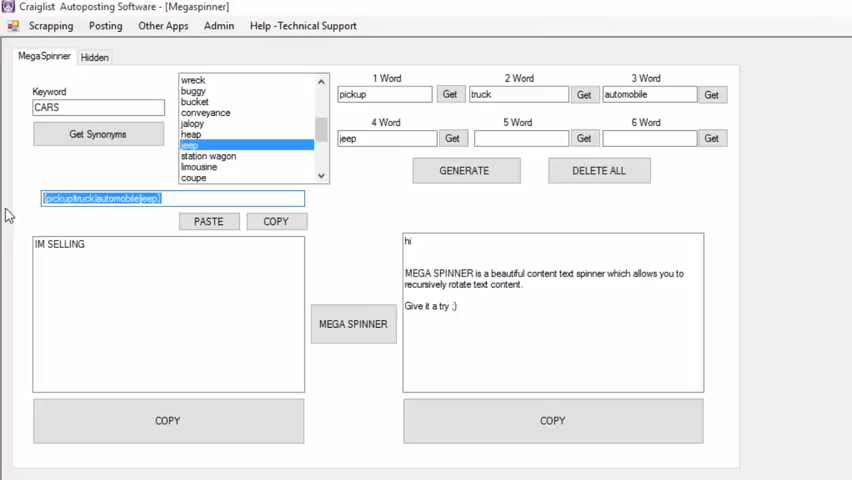 Craiglist Autoposting Software - [Megaspinner]
Scrapping Posting Other Apps Admin Help -Technical Support
MegaSpinner Hidden
Keyword
CARS
Get Synonyms
wreck
buggy
bucket
conveyance
jalopy
heap
jeep
station wagon
limousine
coupe
1 Word 2 Word 3 Word
pickup Get truck Get automobile Get
4 Word 5 Word 6 Word
jeep Get Get Get
GENERATE DELETE ALL
{pickup|truck|automobile|jeep}
PASTE COPY
IM SELLING
MEGA SPINNER
hi
MEGA SPINNER is a beautiful content text spinner which allows you to
recursively rotate text content.
Give it a try ;)
COPY COPY